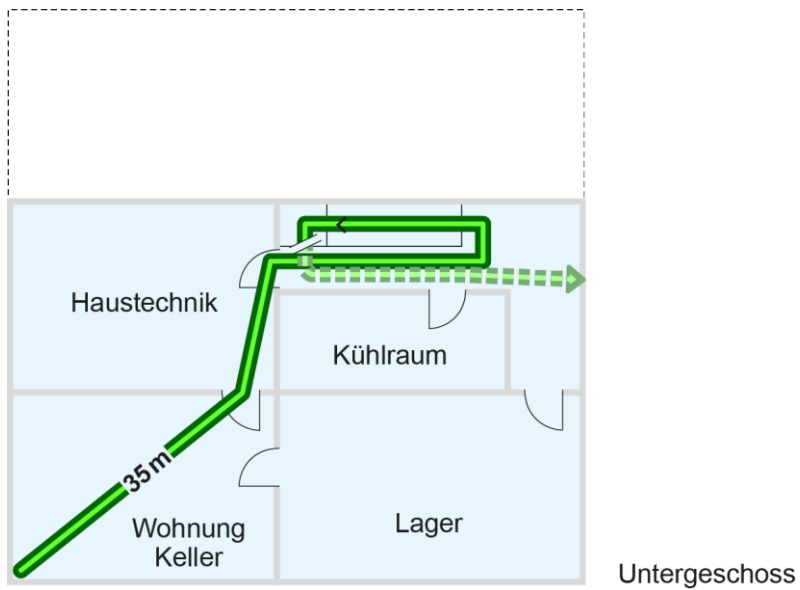 Haustechnik
Kühlraum
35 m
Wohnung
Keller
Lager
Untergeschoss